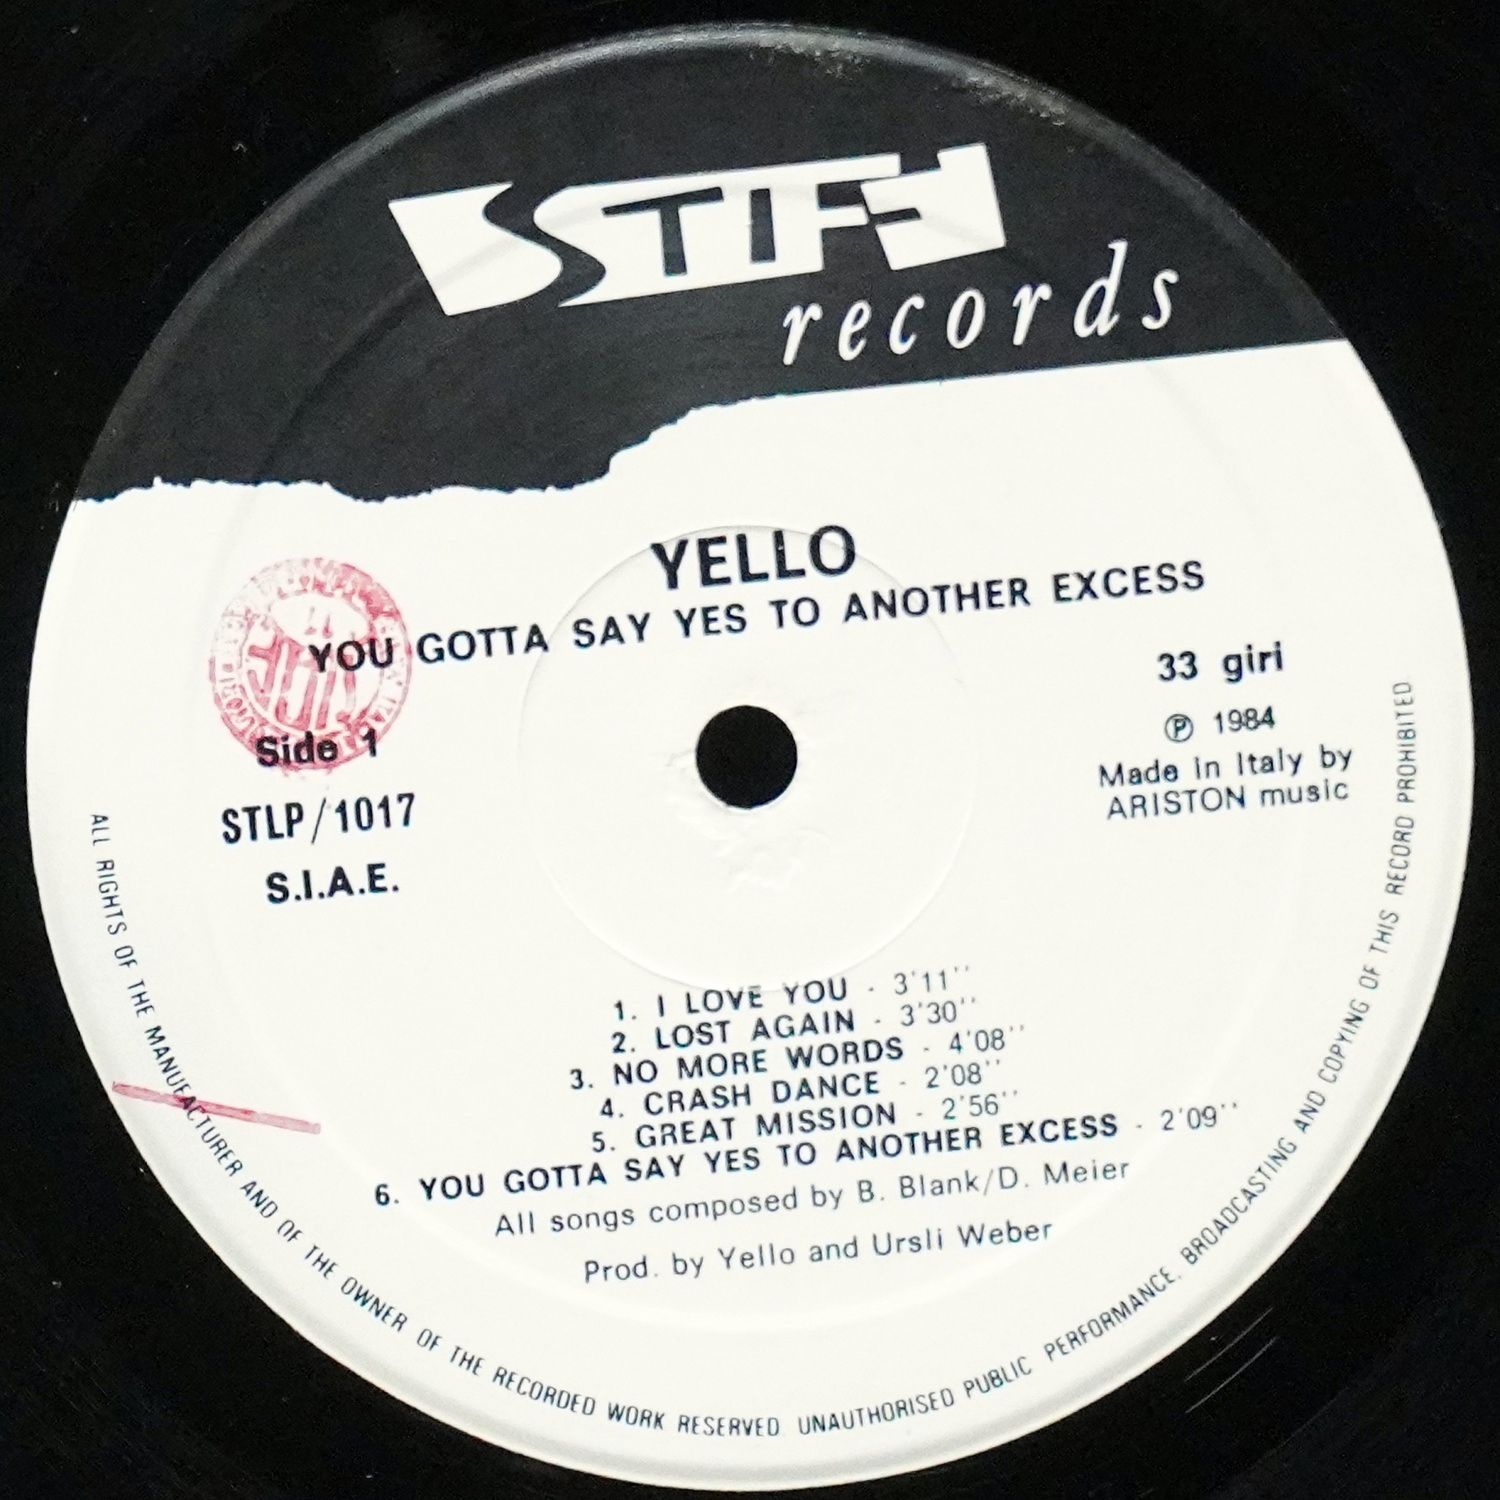 STIFF
records
YELLO
YOU GOTTA SAY YES TO ANOTHER EXCESS
33 giri
Ⓟ 1984
Made in Italy by
ARISTON music
Side 1
STLP/1017
S.I.A.E.
1. I LOVE YOU - 3'11''
2. LOST AGAIN - 3'30''
3. NO MORE WORDS - 4'08''
4. CRASH DANCE - 2'08''
5. GREAT MISSION - 2'56''
6. YOU GOTTA SAY YES TO ANOTHER EXCESS - 2'09''
All songs composed by B. Blank/D. Meier
Prod. by Yello and Ursli Weber
ALL RIGHTS OF THE MANUFACTURER AND OF THE OWNER OF THE RECORDED WORK RESERVED. UNAUTHORISED PUBLIC PERFORMANCE, BROADCASTING AND COPYING OF THIS RECORD PROHIBITED